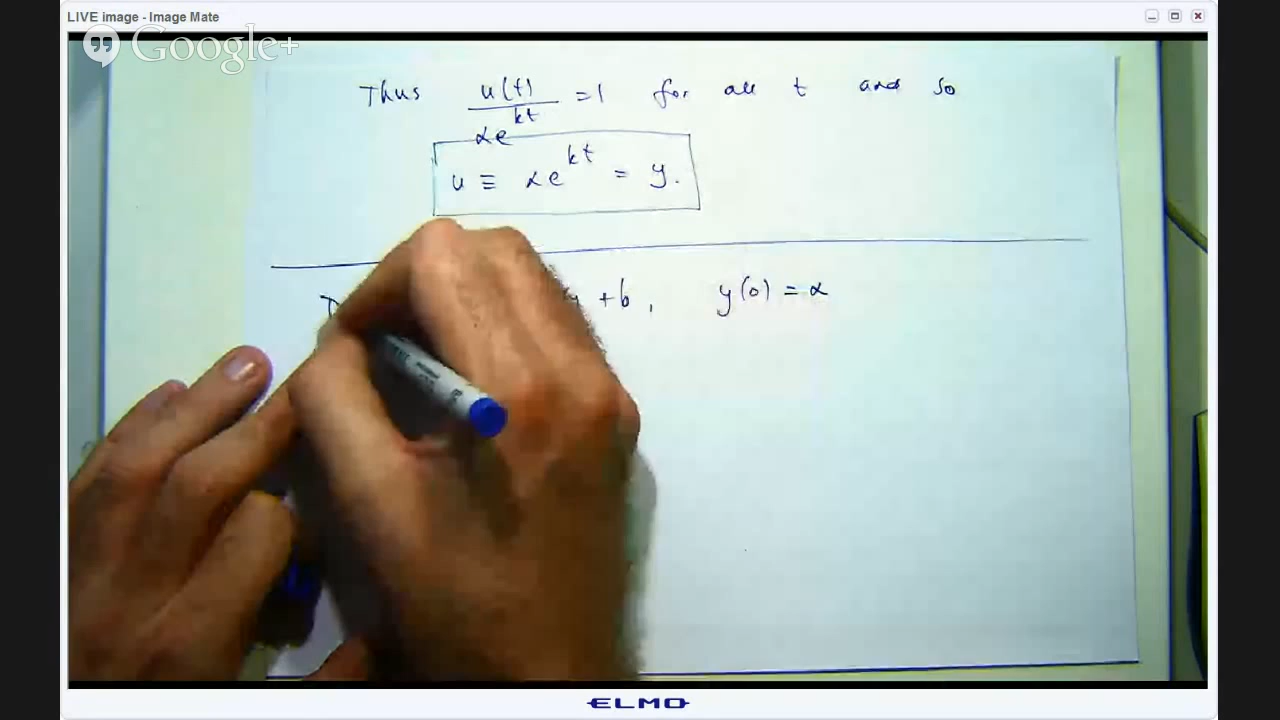 LIVE image - Image Mate
Google+
Thus u(t)/αe^{kt} = 1 for all t and so
u ≡ αe^{kt} = y.
y + b, y(0) = α
ELMO